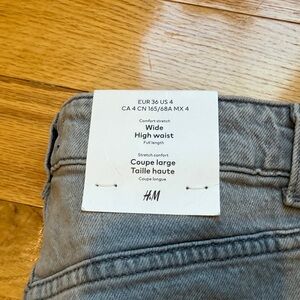 EUR 36 US 4
CA 4 CN 165/68A MX 4
Comfort stretch
Wide
High waist
Full length
Stretch confort
Coupe large
Taille haute
Coupe longue
H&M